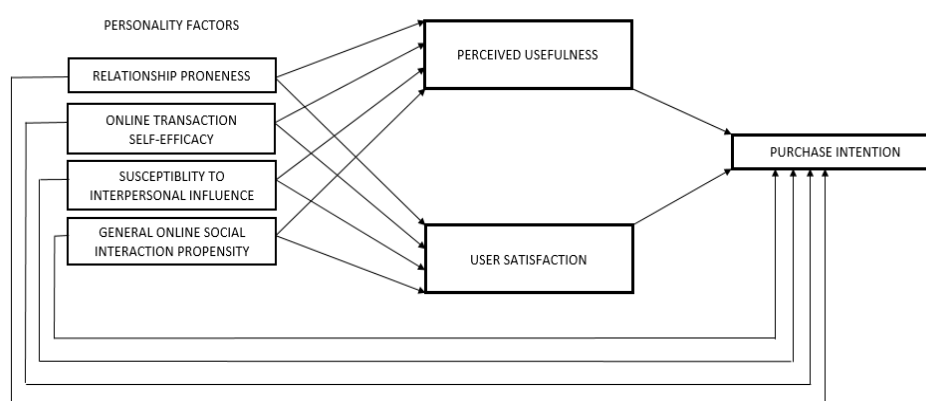 PERSONALITY FACTORS
RELATIONSHIP PRONENESS
ONLINE TRANSACTION
SELF-EFFICACY
SUSCEPTIBLITY TO
INTERPERSONAL INFLUENCE
GENERAL ONLINE SOCIAL
INTERACTION PROPENSITY
PERCEIVED USEFULNESS
USER SATISFACTION
PURCHASE INTENTION